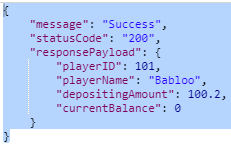 {
    "message": "Success",
    "statusCode": "200",
    "responsePayload": {
        "playerID": 101,
        "playerName": "Babloo",
        "depositingAmount": 100.2,
        "currentBalance": 0
    }
}